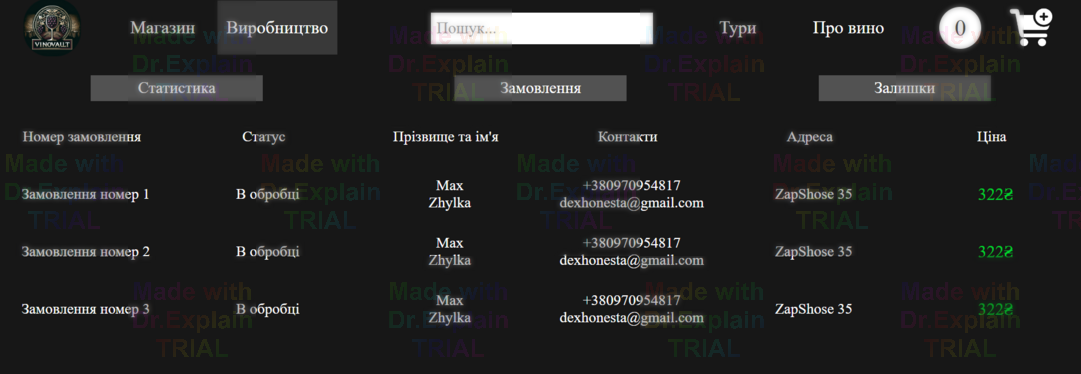 VINOVAULT
Магазин Виробництво Пошук... Тури Про вино 0
Статистика Замовлення Залишки
Номер замовлення Статус Прізвище та ім'я Контакти Адреса Ціна
Замовлення номер 1 В обробці Max Zhylka +380970954817 dexhonesta@gmail.com ZapShose 35 322₴
Замовлення номер 2 В обробці Max Zhylka +380970954817 dexhonesta@gmail.com ZapShose 35 322₴
Замовлення номер 3 В обробці Max Zhylka +380970954817 dexhonesta@gmail.com ZapShose 35 322₴
Made with Dr.Explain TRIAL